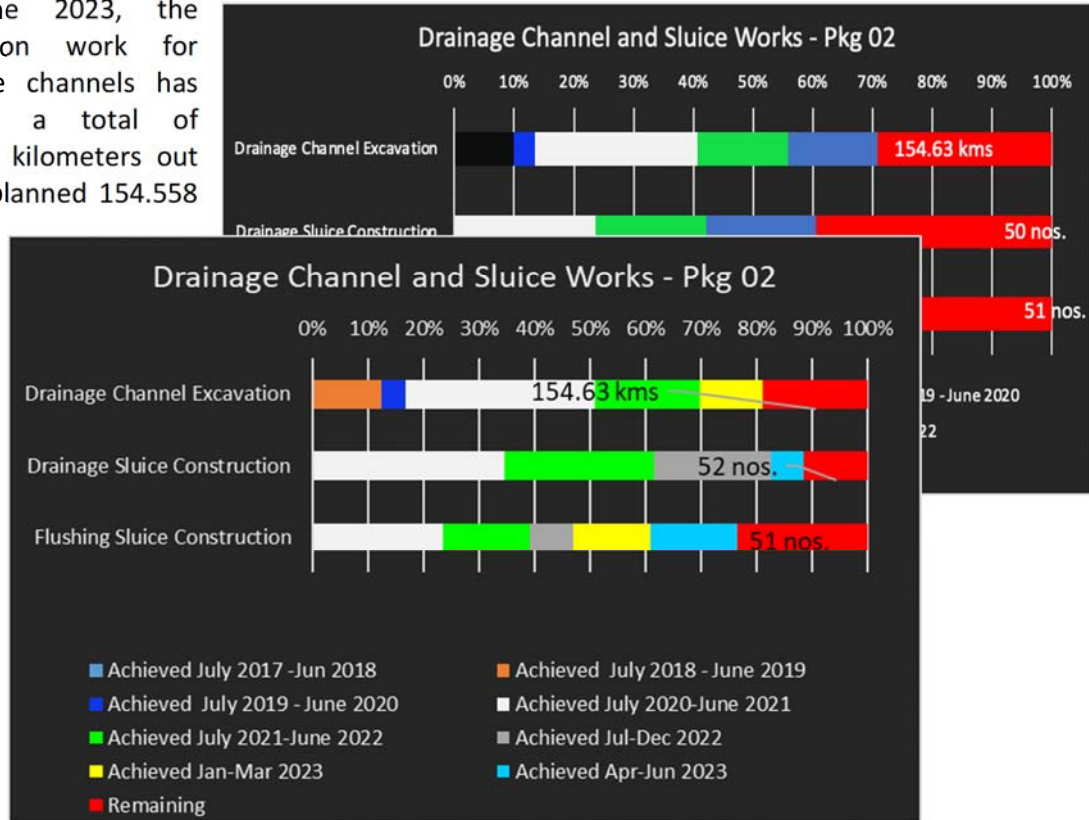 ne 2023, the
on work for
e channels has
a total of
kilometers out
planned 154.558
Drainage Channel and Sluice Works - Pkg 02
0% 10% 20% 30% 40% 50% 60% 70% 80% 90% 100%
Drainage Channel Excavation
154.63 kms
Drainage Sluice Construction
50 nos.
51 nos.
19 - June 2020
22
Drainage Channel and Sluice Works - Pkg 02
0% 10% 20% 30% 40% 50% 60% 70% 80% 90% 100%
Drainage Channel Excavation
154.63 kms
Drainage Sluice Construction
52 nos.
Flushing Sluice Construction
51 nos.
Achieved July 2017 -Jun 2018
Achieved July 2018 - June 2019
Achieved July 2019 - June 2020
Achieved July 2020-June 2021
Achieved July 2021-June 2022
Achieved Jul-Dec 2022
Achieved Jan-Mar 2023
Achieved Apr-Jun 2023
Remaining